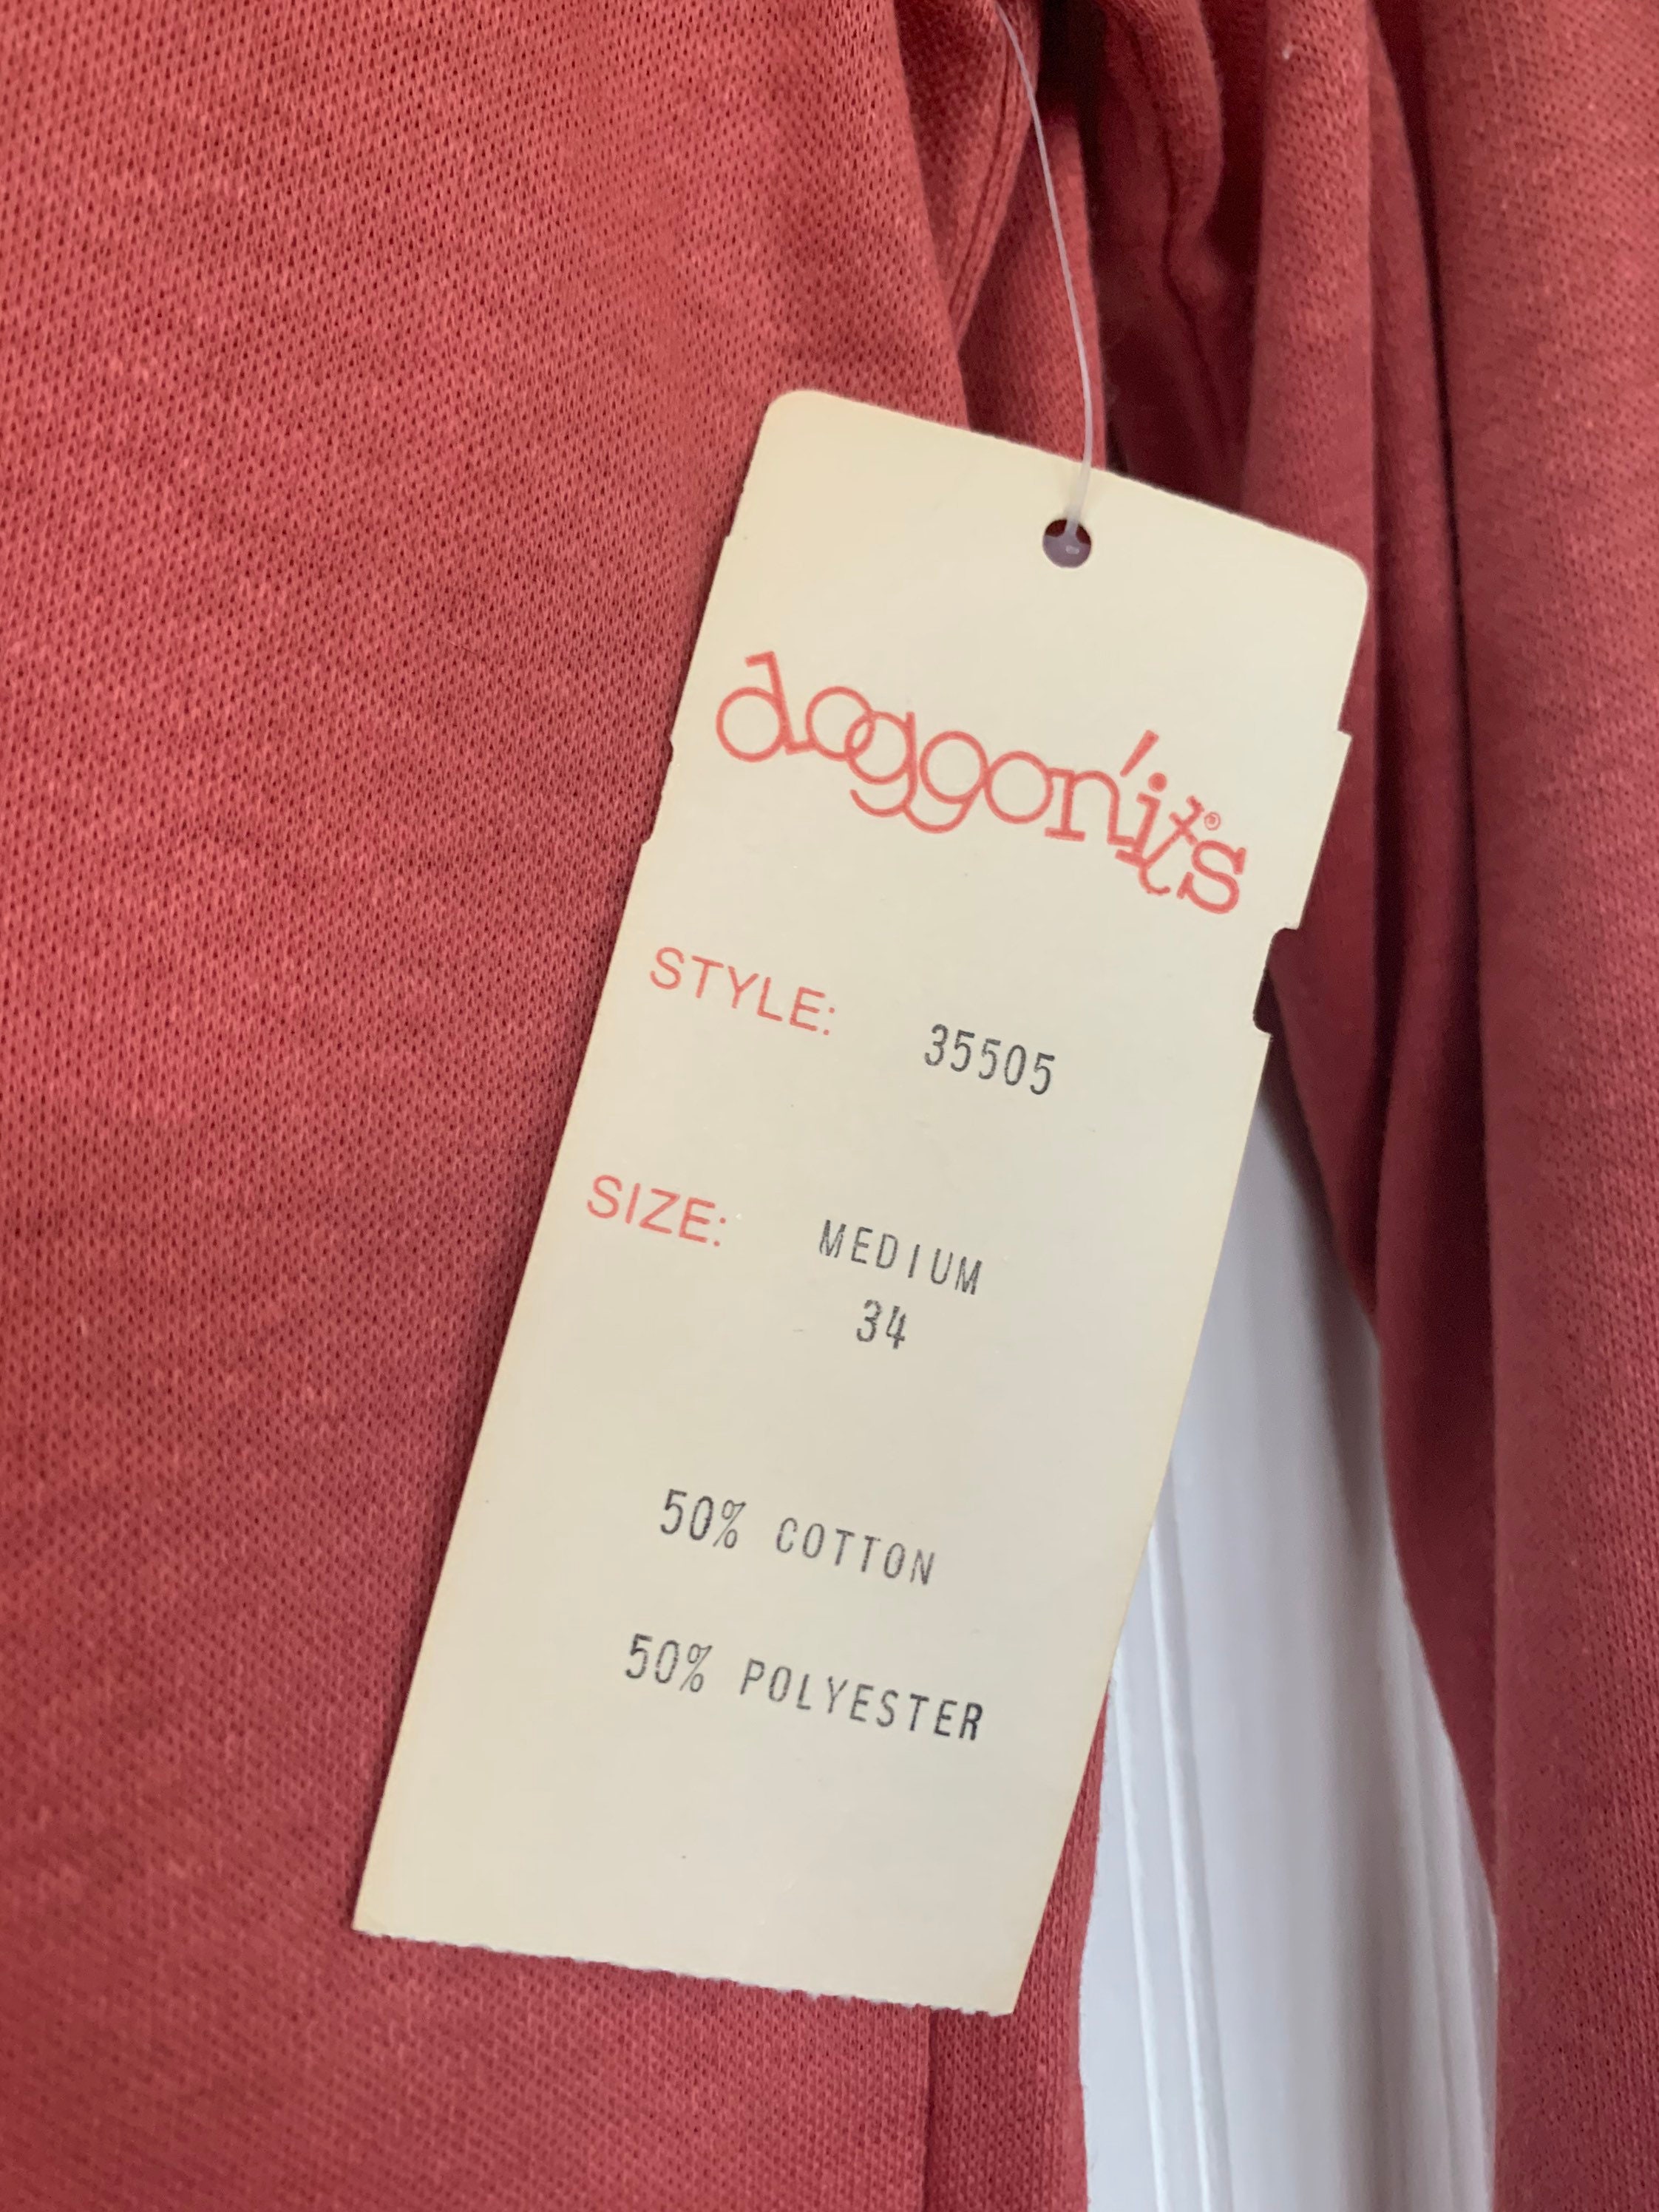 doggon'its®
STYLE: 35505
SIZE: MEDIUM
34
50% COTTON
50% POLYESTER